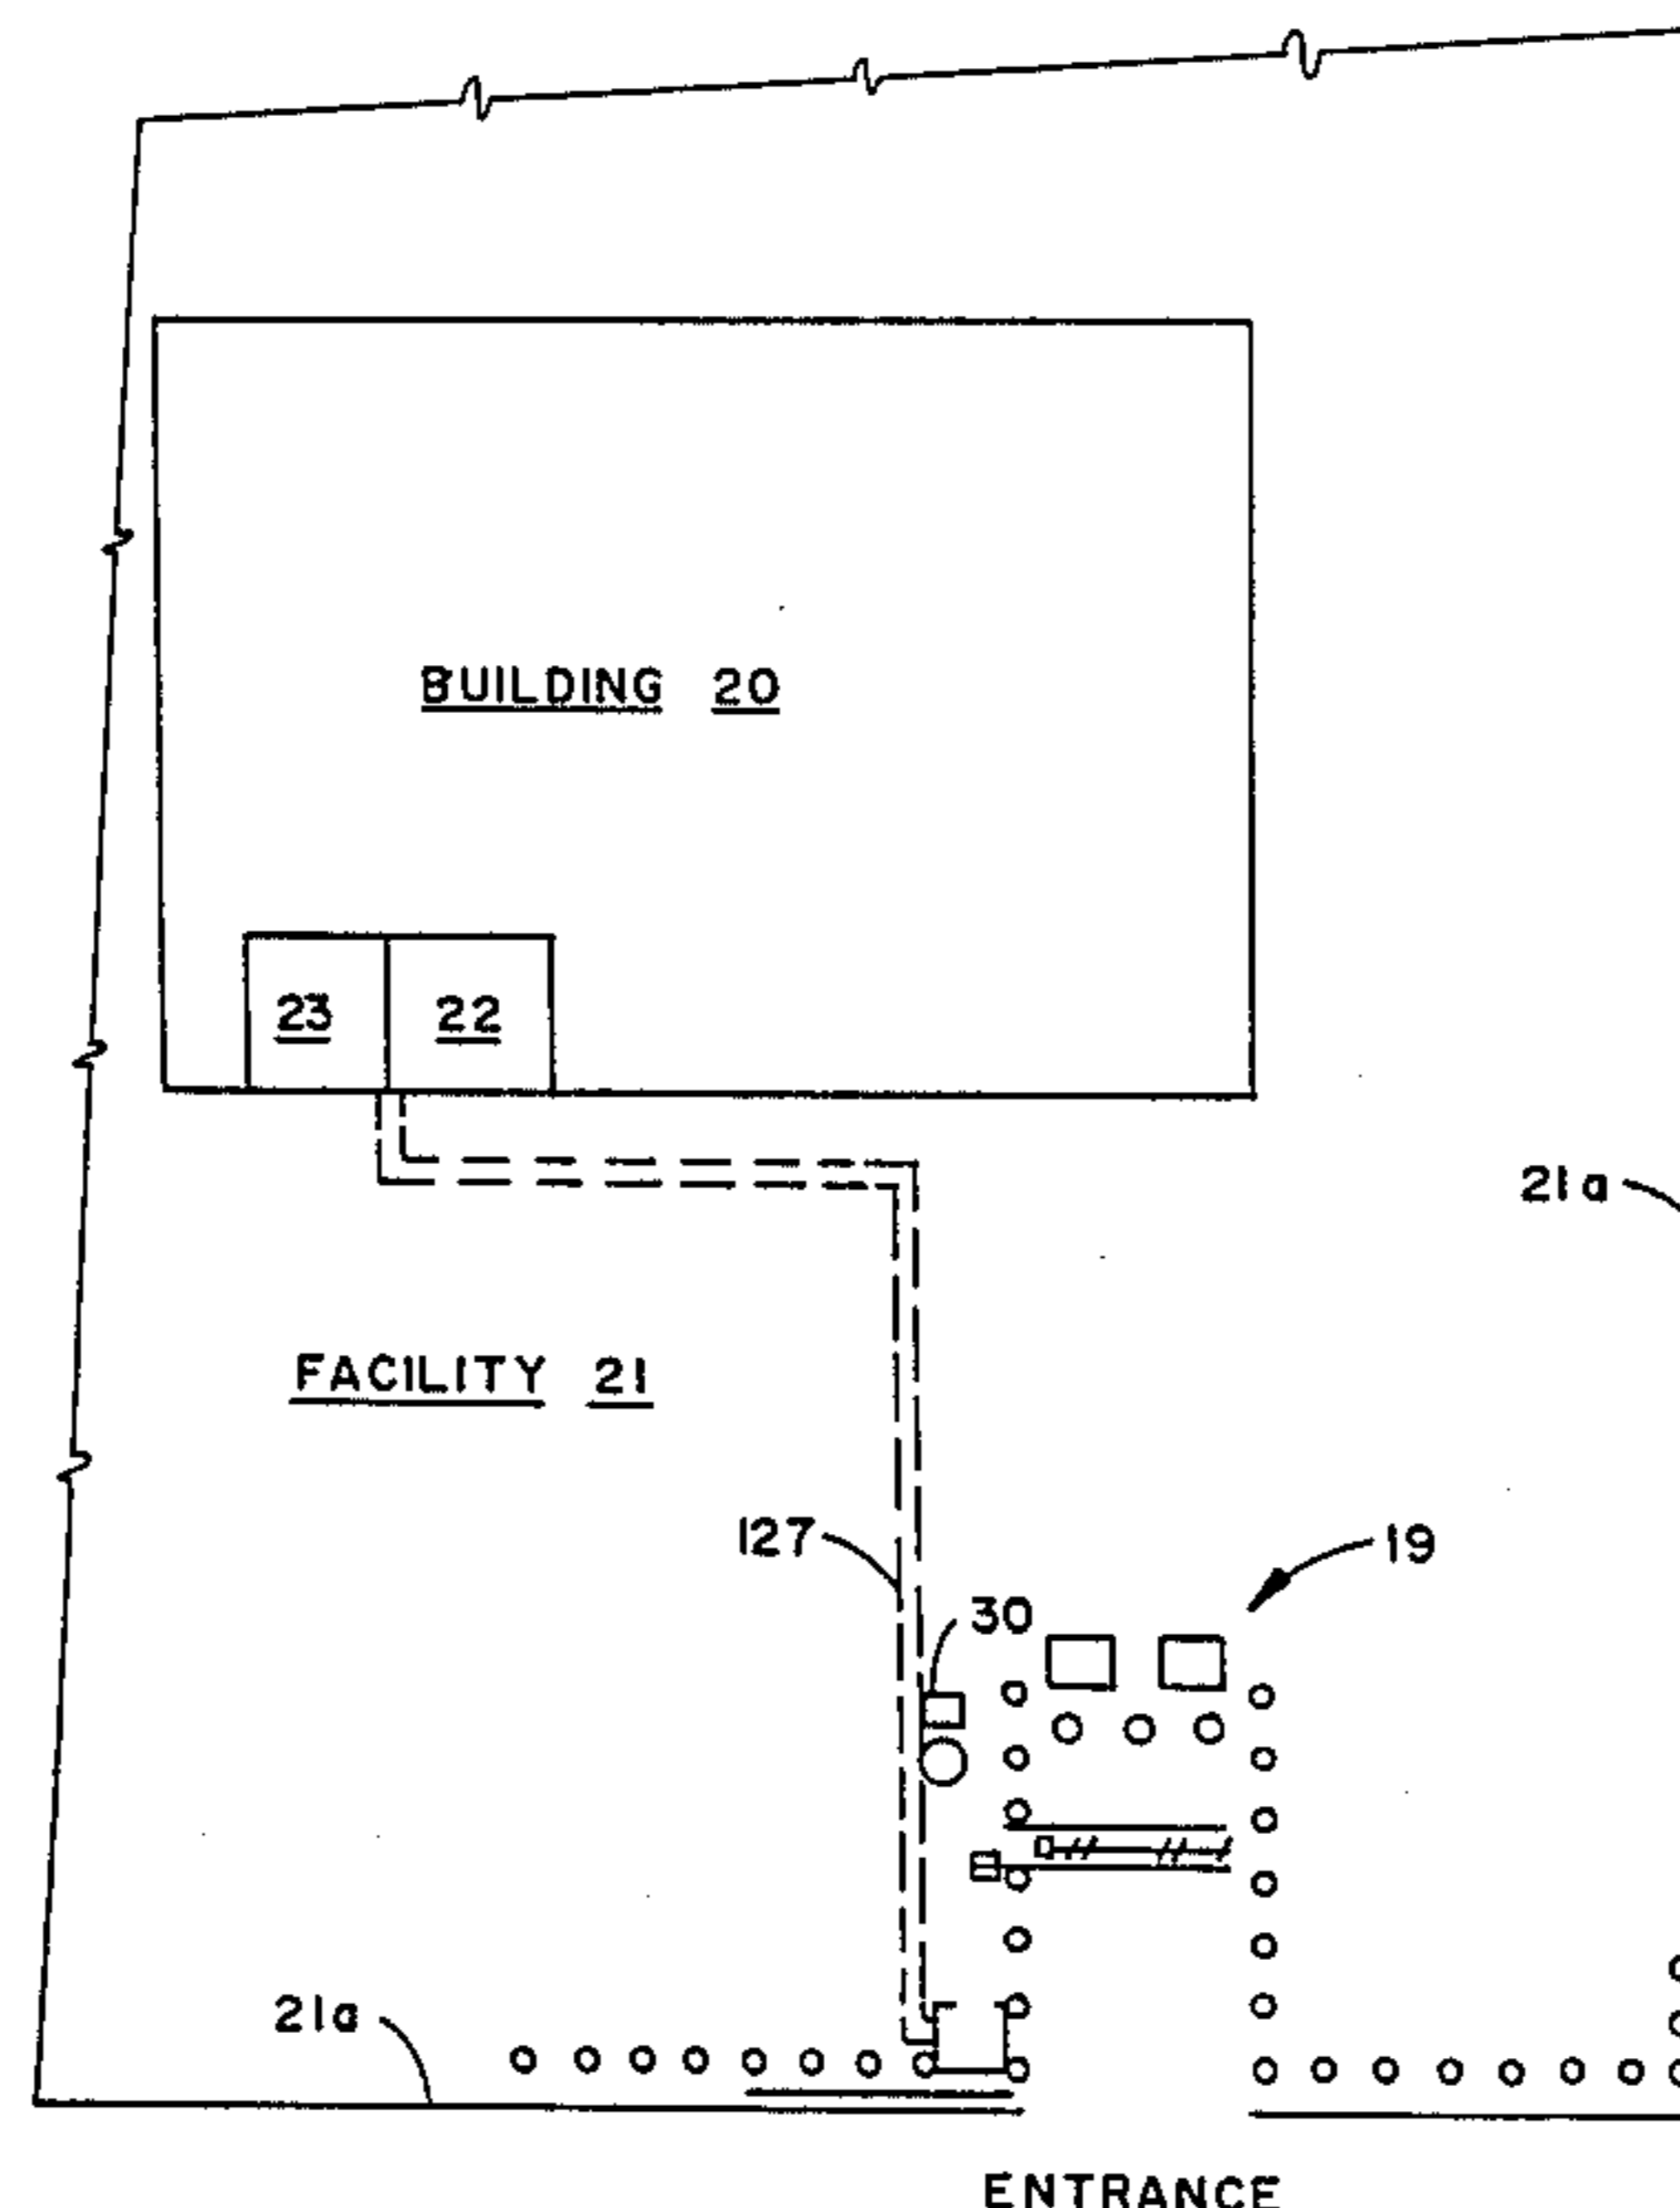 BUILDING 20
23 22
21a
FACILITY 21
127
19
30
21a
ENTRANCE